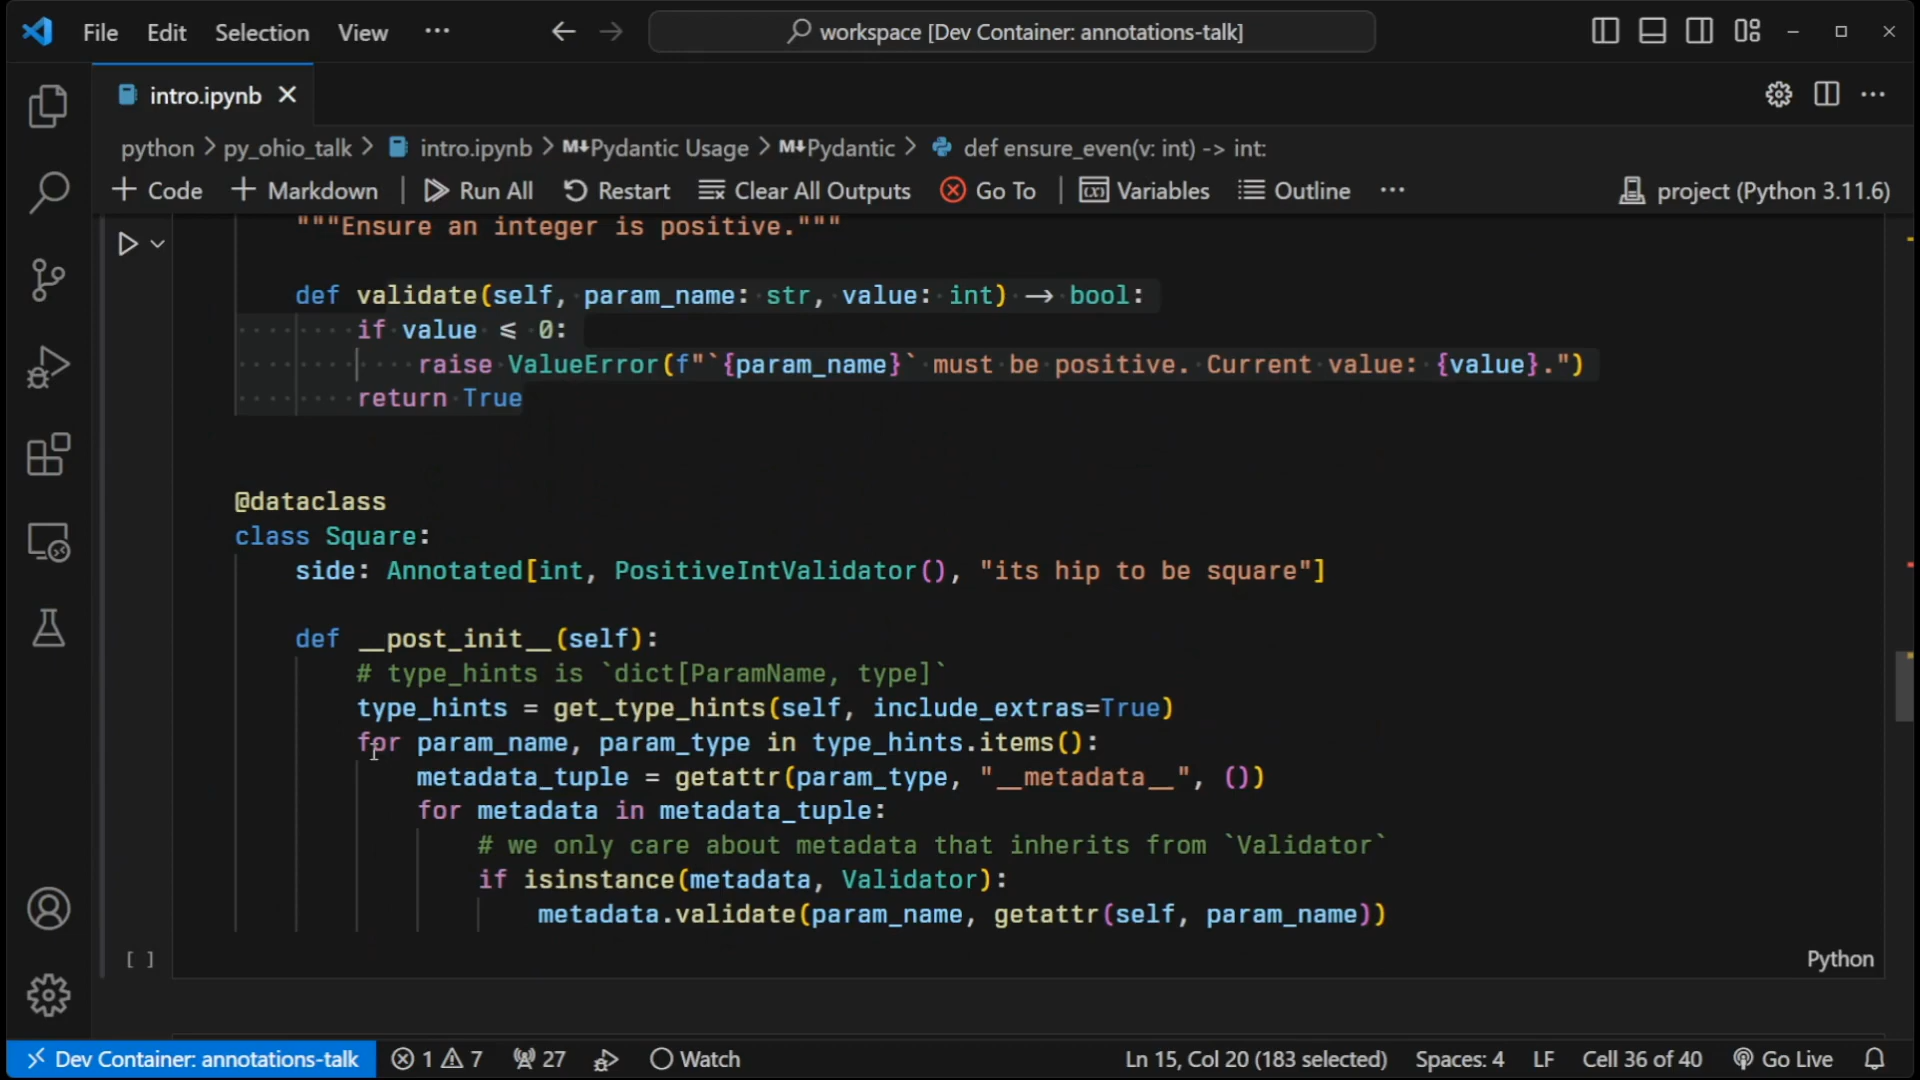 File Edit Selection View ··· workspace [Dev Container: annotations-talk]
intro.ipynb
python > py_ohio_talk > intro.ipynb > M↓Pydantic Usage > M↓Pydantic > def ensure_even(v: int) -> int:
+ Code + Markdown | Run All Restart Clear All Outputs Go To | Variables Outline ··· project (Python 3.11.6)
"""Ensure an integer is positive."""
def validate(self, param_name: str, value: int) → bool:
if value ≤ 0:
raise ValueError(f"`{param_name}` must be positive. Current value: {value}.")
return True
@dataclass
class Square:
side: Annotated[int, PositiveIntValidator(), "its hip to be square"]
def __post_init__(self):
# type_hints is `dict[ParamName, type]`
type_hints = get_type_hints(self, include_extras=True)
for param_name, param_type in type_hints.items():
metadata_tuple = getattr(param_type, "__metadata__", ())
for metadata in metadata_tuple:
# we only care about metadata that inherits from `Validator`
if isinstance(metadata, Validator):
metadata.validate(param_name, getattr(self, param_name))
[ ] Python
Dev Container: annotations-talk 1 7 27 Watch Ln 15, Col 20 (183 selected) Spaces: 4 LF Cell 36 of 40 Go Live